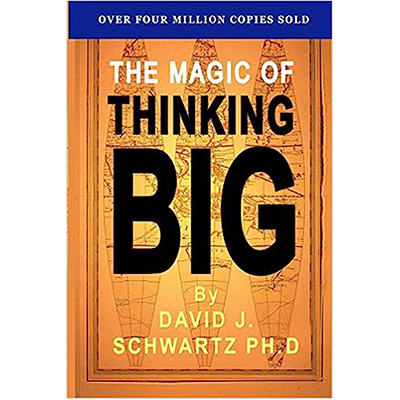 OVER FOUR MILLION COPIES SOLD
THE MAGIC OF
THINKING
BIG
By
DAVID J.
SCHWARTZ PH.D